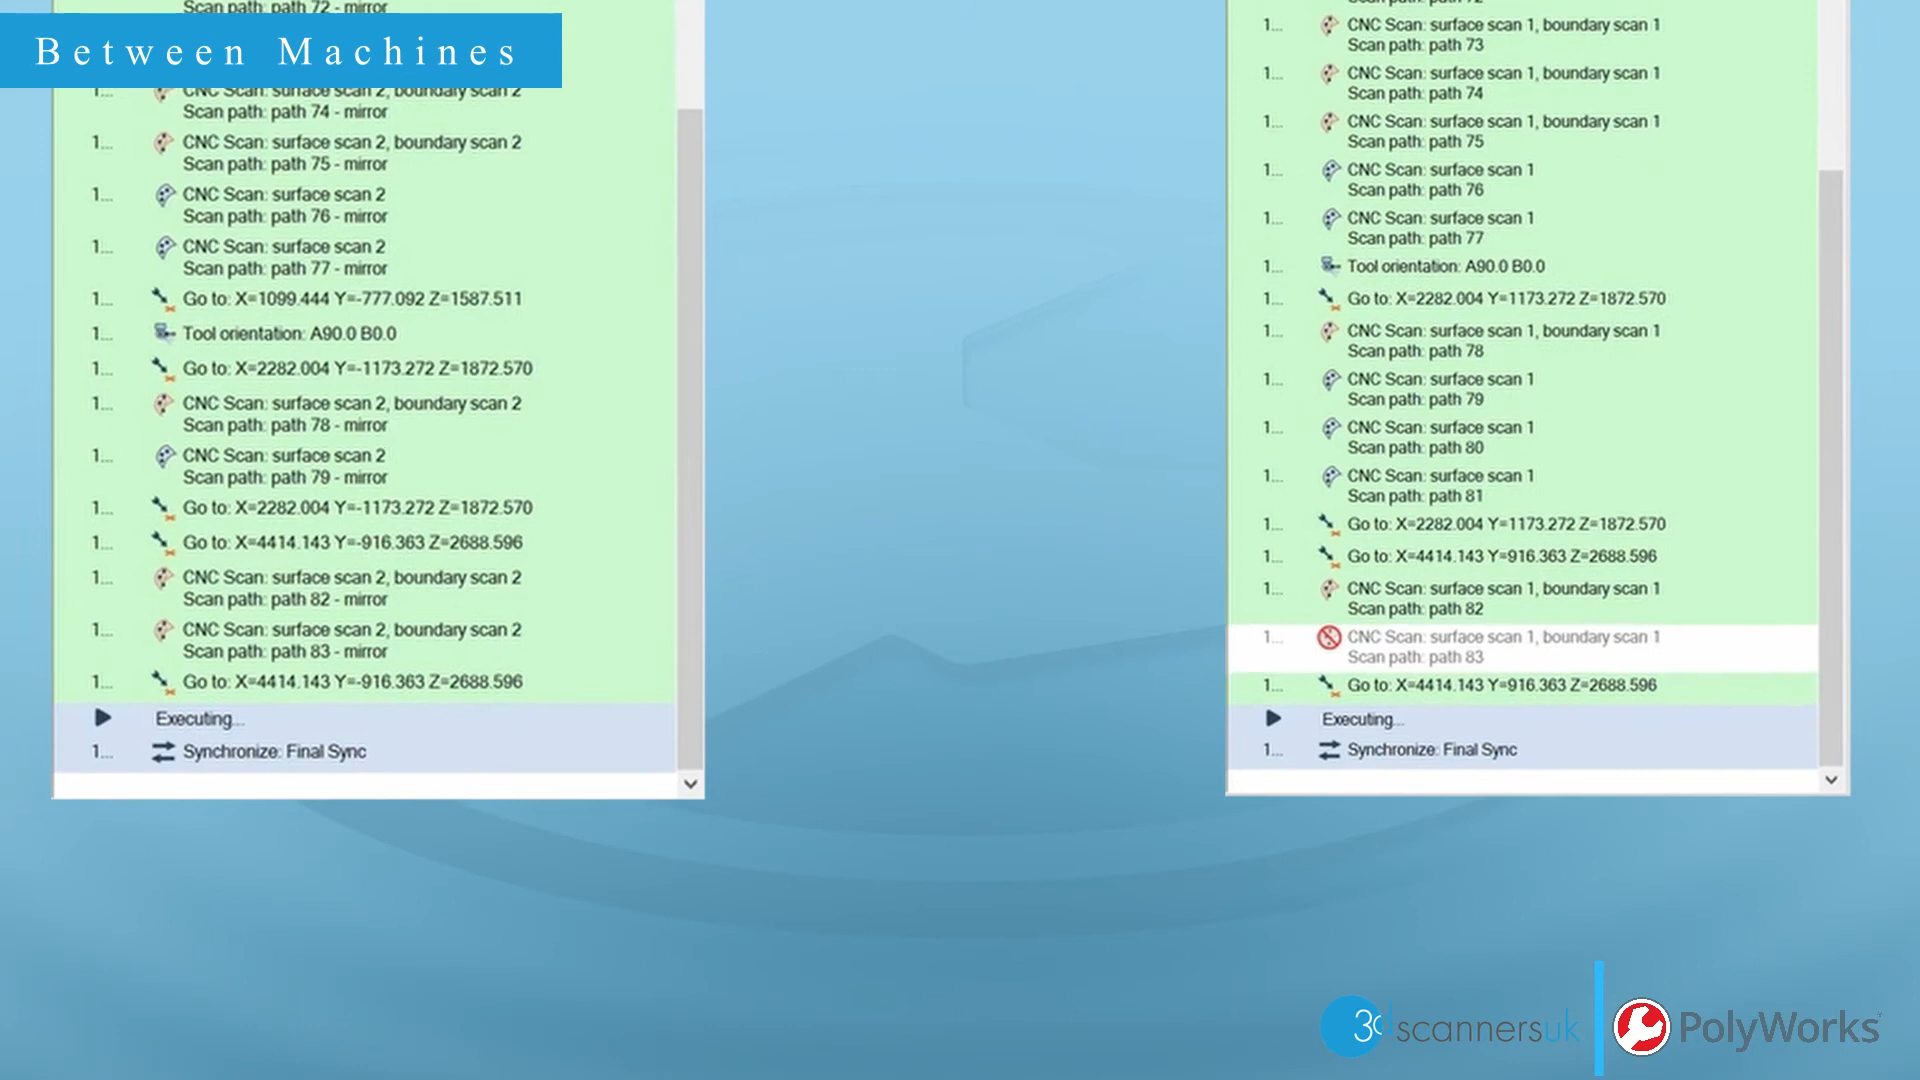 Scan path: path 72 - mirror
Between Machines
CNC Scan: surface scan 2, boundary scan 2
Scan path: path 74 - mirror
1...
CNC Scan: surface scan 2, boundary scan 2
Scan path: path 75 - mirror
1...
CNC Scan: surface scan 2
Scan path: path 76 - mirror
1...
CNC Scan: surface scan 2
Scan path: path 77 - mirror
1... Go to: X=1099.444 Y=-777.092 Z=1587.511
1... Tool orientation: A90.0 B0.0
1... Go to: X=2282.004 Y=-1173.272 Z=1872.570
1... CNC Scan: surface scan 2, boundary scan 2
Scan path: path 78 - mirror
1... CNC Scan: surface scan 2
Scan path: path 79 - mirror
1... Go to: X=2282.004 Y=-1173.272 Z=1872.570
1... Go to: X=4414.143 Y=-916.363 Z=2688.596
1... CNC Scan: surface scan 2, boundary scan 2
Scan path: path 82 - mirror
1... CNC Scan: surface scan 2, boundary scan 2
Scan path: path 83 - mirror
1... Go to: X=4414.143 Y=-916.363 Z=2688.596
Executing...
1... Synchronize: Final Sync
1... CNC Scan: surface scan 1, boundary scan 1
Scan path: path 73
1... CNC Scan: surface scan 1, boundary scan 1
Scan path: path 74
1... CNC Scan: surface scan 1, boundary scan 1
Scan path: path 75
1... CNC Scan: surface scan 1
Scan path: path 76
1... CNC Scan: surface scan 1
Scan path: path 77
1... Tool orientation: A90.0 B0.0
1... Go to: X=2282.004 Y=1173.272 Z=1872.570
1... CNC Scan: surface scan 1, boundary scan 1
Scan path: path 78
1... CNC Scan: surface scan 1
Scan path: path 79
1... CNC Scan: surface scan 1
Scan path: path 80
1... CNC Scan: surface scan 1
Scan path: path 81
1... Go to: X=2282.004 Y=1173.272 Z=1872.570
1... Go to: X=4414.143 Y=916.363 Z=2688.596
1... CNC Scan: surface scan 1, boundary scan 1
Scan path: path 82
1... CNC Scan: surface scan 1, boundary scan 1
Scan path: path 83
1... Go to: X=4414.143 Y=916.363 Z=2688.596
Executing...
1... Synchronize: Final Sync
3d scannersuk
PolyWorks